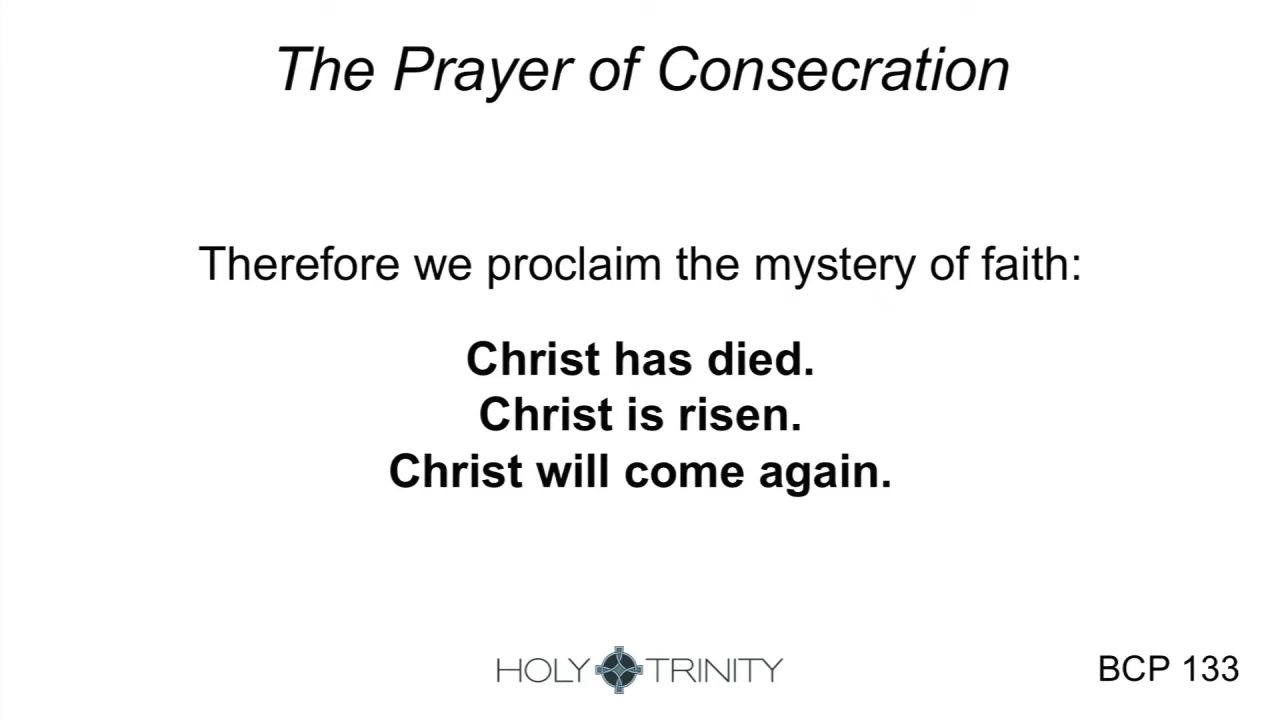 The Prayer of Consecration
Therefore we proclaim the mystery of faith:
Christ has died.
Christ is risen.
Christ will come again.
HOLY TRINITY
BCP 133